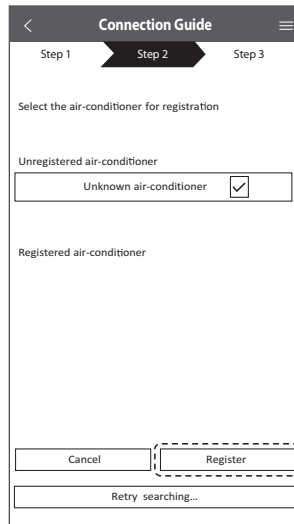 Connection Guide
Step 1 Step 2 Step 3
Select the air-conditioner for registration
Unregistered air-conditioner
Unknown air-conditioner
Registered air-conditioner
Cancel Register
Retry searching...